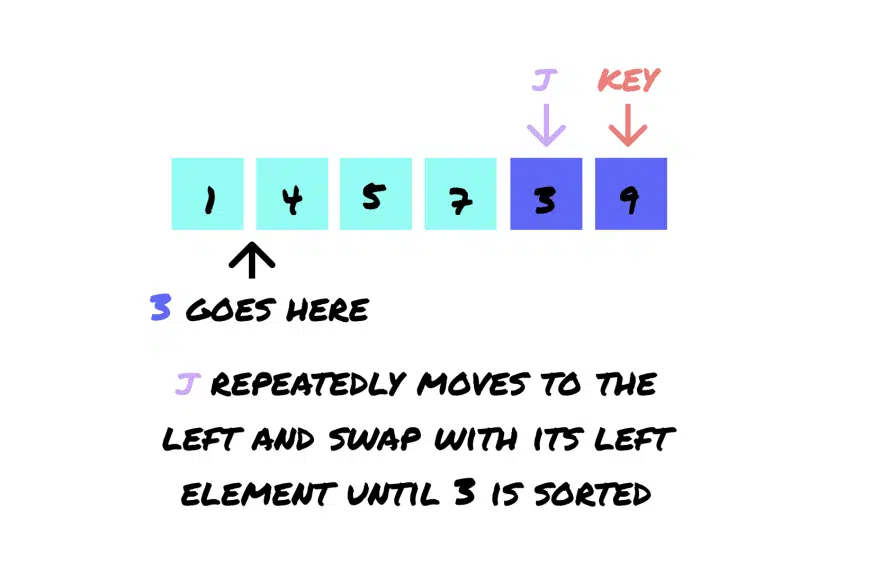 J KEY
1 4 5 7 3 9
3 GOES HERE
J REPEATEDLY MOVES TO THE
LEFT AND SWAP WITH ITS LEFT
ELEMENT UNTIL 3 IS SORTED